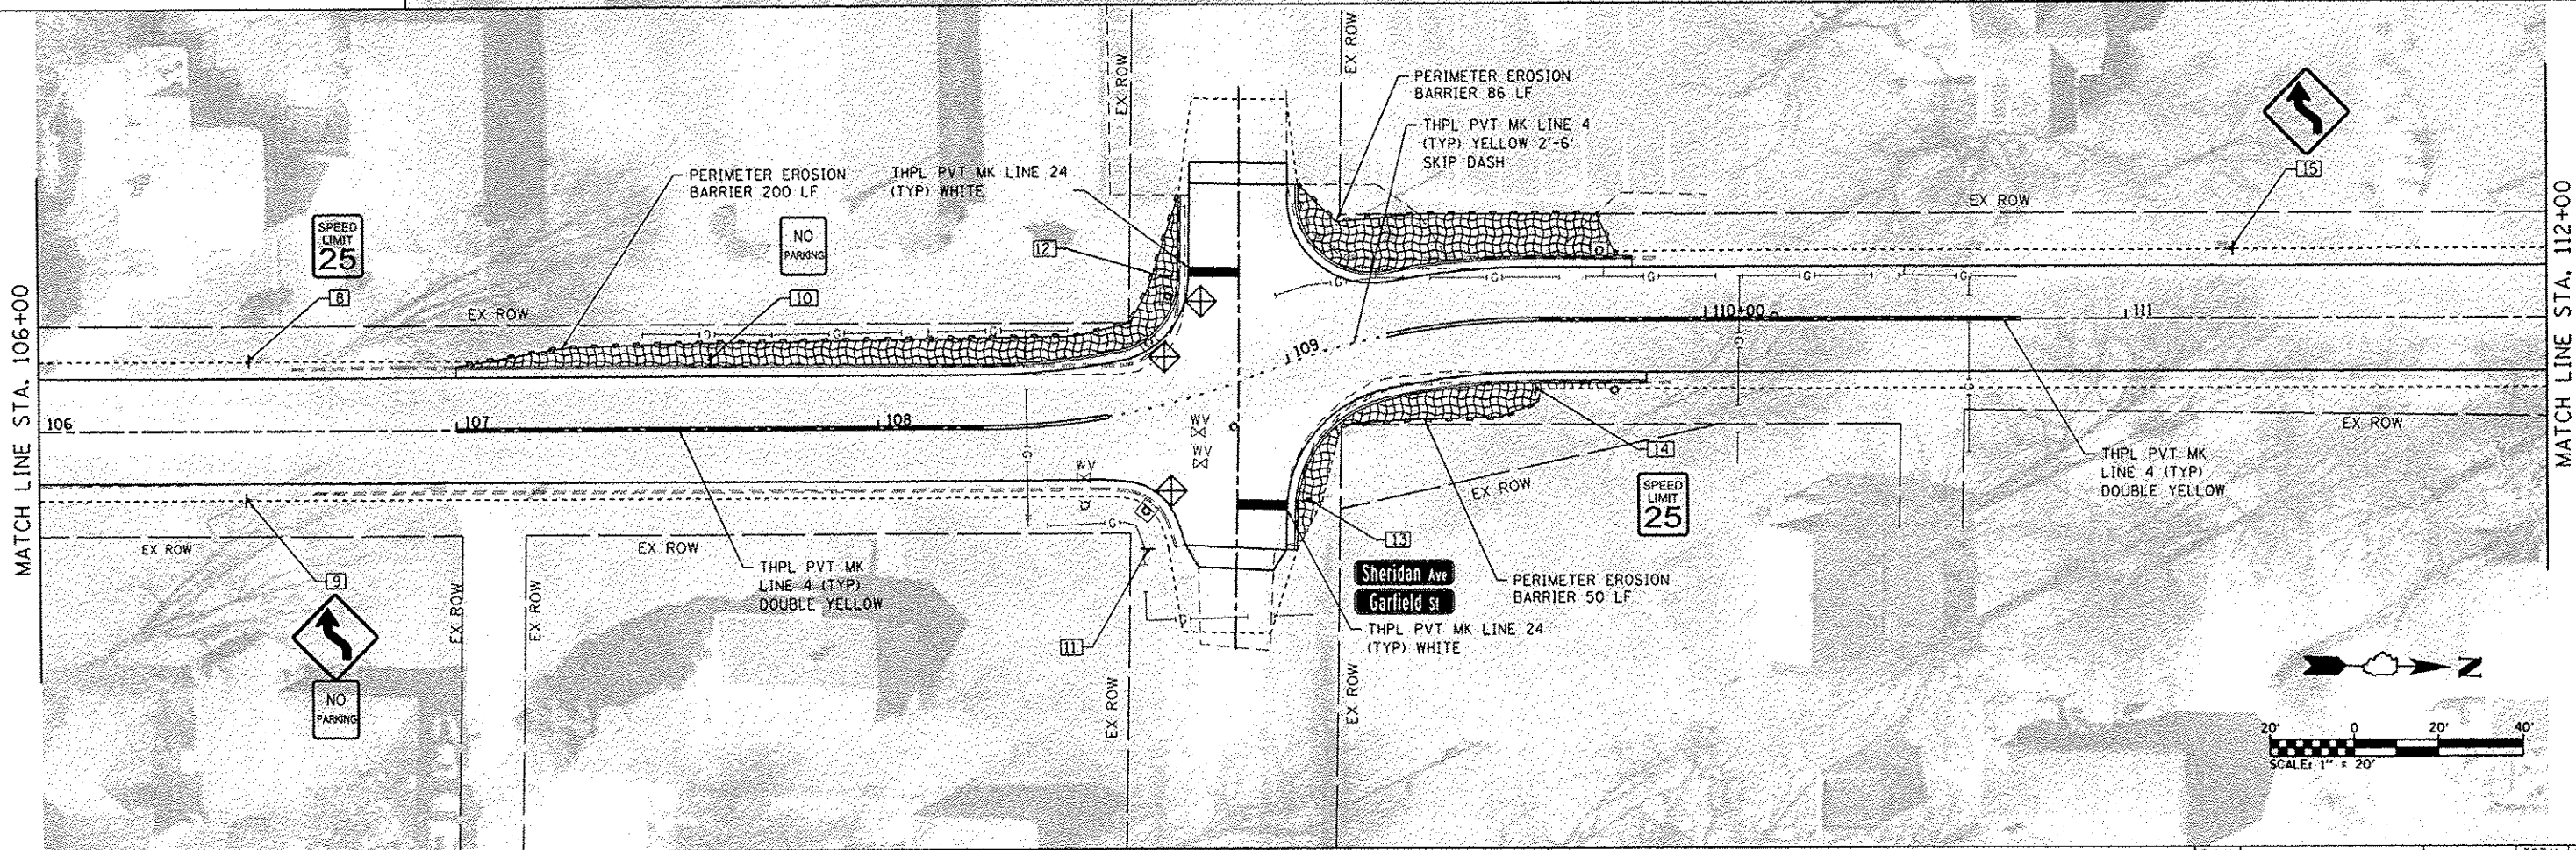 MATCH LINE STA. 106+00
MATCH LINE STA. 112+00
EX ROW
EX ROW
PERIMETER EROSION
BARRIER 86 LF
THPL PVT MK LINE 4
(TYP) YELLOW 2'-6'
SKIP DASH
PERIMETER EROSION
BARRIER 200 LF
THPL PVT MK LINE 24
(TYP) WHITE
SPEED
LIMIT
25
NO
PARKING
8
10
12
15
EX ROW
EX ROW
G
G
G
G
G
G
G
G
G
106
107
108
109
110+00
111
WV
WV
WV
G
G
G
G
14
EX ROW
EX ROW
SPEED
LIMIT
25
THPL PVT MK
LINE 4 (TYP)
DOUBLE YELLOW
EX ROW
EX ROW
G
13
9
THPL PVT MK
LINE 4 (TYP)
DOUBLE YELLOW
Sheridan Ave
Garfield St
PERIMETER EROSION
BARRIER 50 LF
THPL PVT MK LINE 24
(TYP) WHITE
EX ROW
EX ROW
G
11
NO
PARKING
EX ROW
EX ROW
N
20' 0 20' 40'
SCALE: 1" = 20'